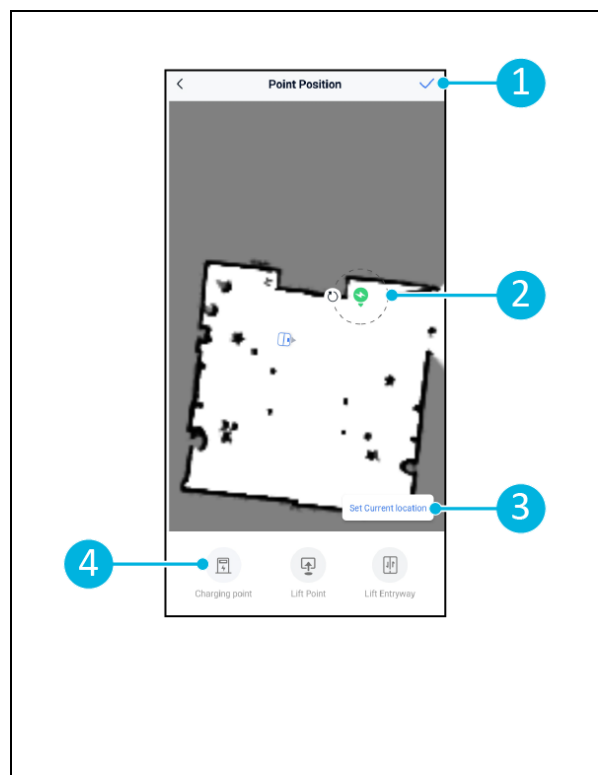 Point Position
1
2
Set Current location
3
4
Charging point
Lift Point
Lift Entryway